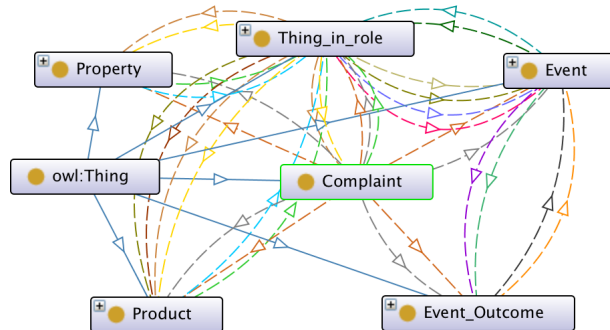 Thing_in_role
Property
Event
owl:Thing
Complaint
Product
Event_Outcome